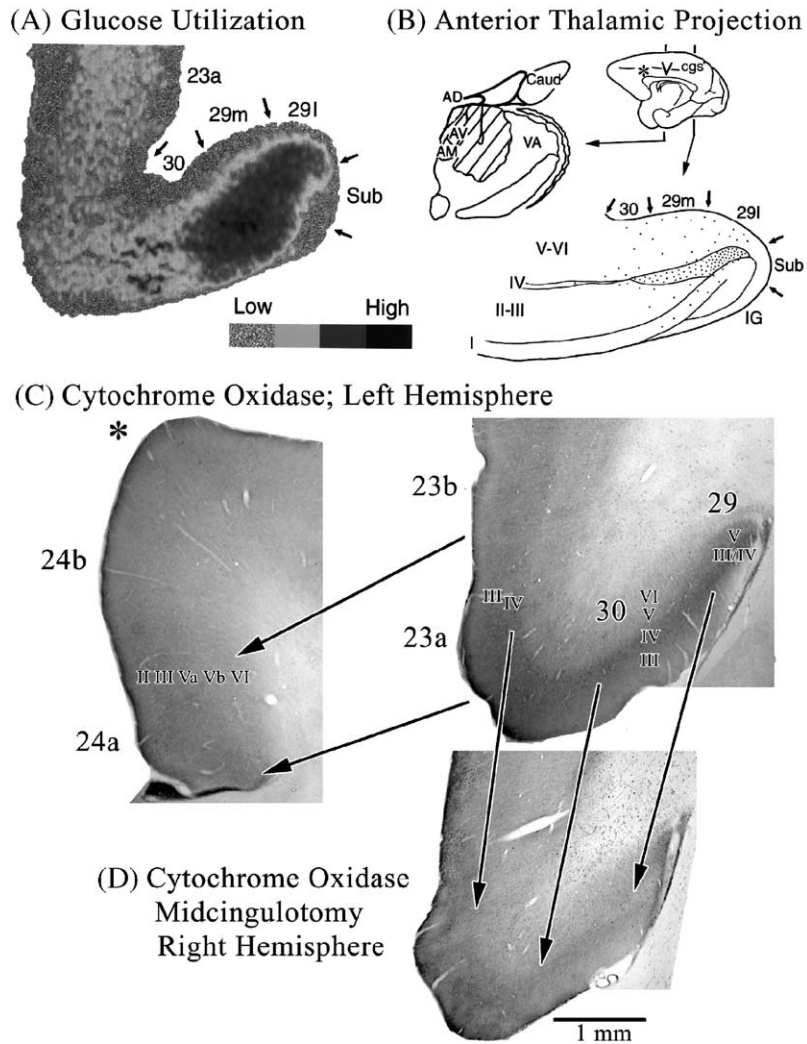 (A) Glucose Utilization
23a
29m
29l
30
Sub
Low High
(B) Anterior Thalamic Projection
Caud
AD
AV
AM
VA
* V cgs
30 29m 29l
V-VI
Sub
IV
II-III
IG
I
(C) Cytochrome Oxidase; Left Hemisphere
*
24b
II III Va Vb VI
24a
23b
29
V
III/IV
III IV
30
VI
V
IV
III
23a
(D) Cytochrome Oxidase
Midcingulotomy
Right Hemisphere
1 mm